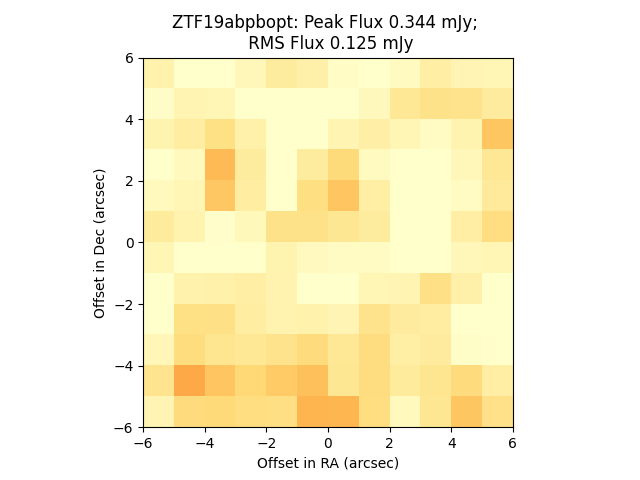 ZTF19abpbopt: Peak Flux 0.344 mJy;
RMS Flux 0.125 mJy
6
4
2
0
−2
−4
−6
Offset in Dec (arcsec)
−6 −4 −2 0 2 4 6
Offset in RA (arcsec)